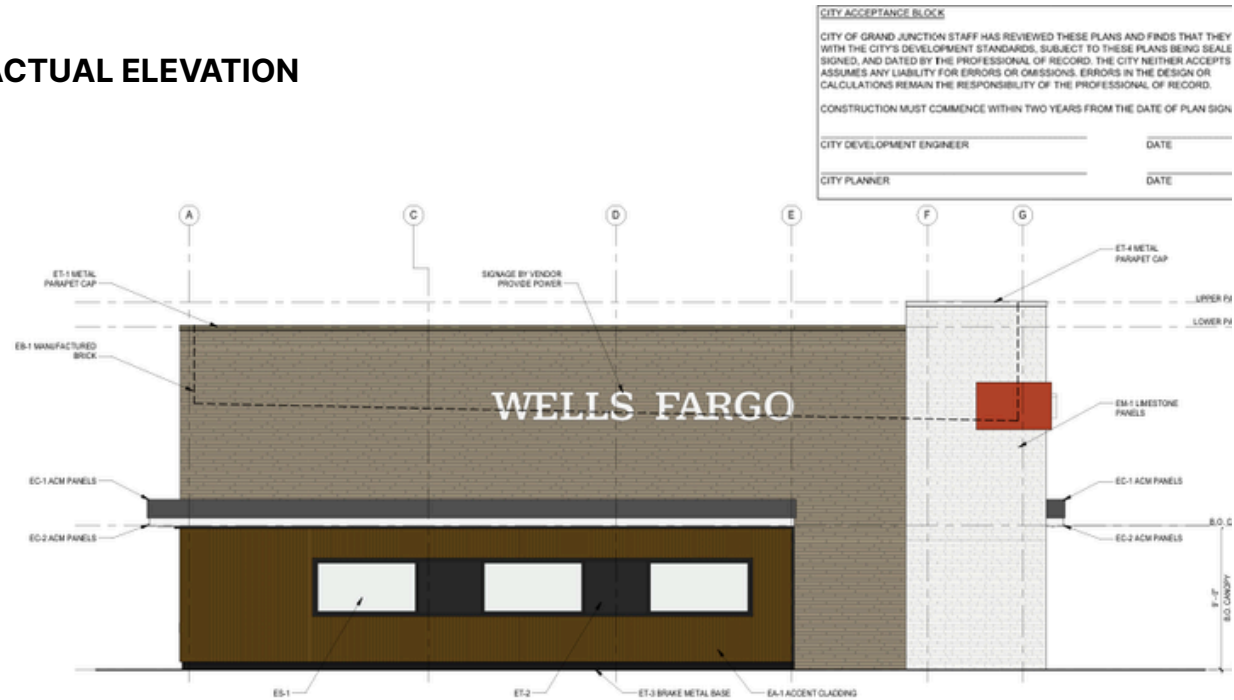 ACTUAL ELEVATION
CITY ACCEPTANCE BLOCK
CITY OF GRAND JUNCTION STAFF HAS REVIEWED THESE PLANS AND FINDS THAT THEY
WITH THE CITY'S DEVELOPMENT STANDARDS, SUBJECT TO THESE PLANS BEING SEALE
SIGNED, AND DATED BY THE PROFESSIONAL OF RECORD. THE CITY NEITHER ACCEPTS
ASSUMES ANY LIABILITY FOR ERRORS OR OMISSIONS. ERRORS IN THE DESIGN OR
CALCULATIONS REMAIN THE RESPONSIBILITY OF THE PROFESSIONAL OF RECORD.
CONSTRUCTION MUST COMMENCE WITHIN TWO YEARS FROM THE DATE OF PLAN SIGN
CITY DEVELOPMENT ENGINEER DATE
CITY PLANNER DATE
A C D E F G
ET-1 METAL
PARAPET CAP
SIGNAGE BY VENDOR
PROVIDE POWER
ET-4 METAL
PARAPET CAP
UPPER PA
LOWER PA
EB-1 MANUFACTURED
BRICK
WELLS FARGO
EM-1 LIMESTONE
PANELS
EC-1 ACM PANELS
EC-1 ACM PANELS
B.O. C
EC-2 ACM PANELS
EC-2 ACM PANELS
9'-0"
B.O. CANOPY
ES-1
ET-2
ET-3 BRAKE METAL BASE
EA-1 ACCENT CLADDING